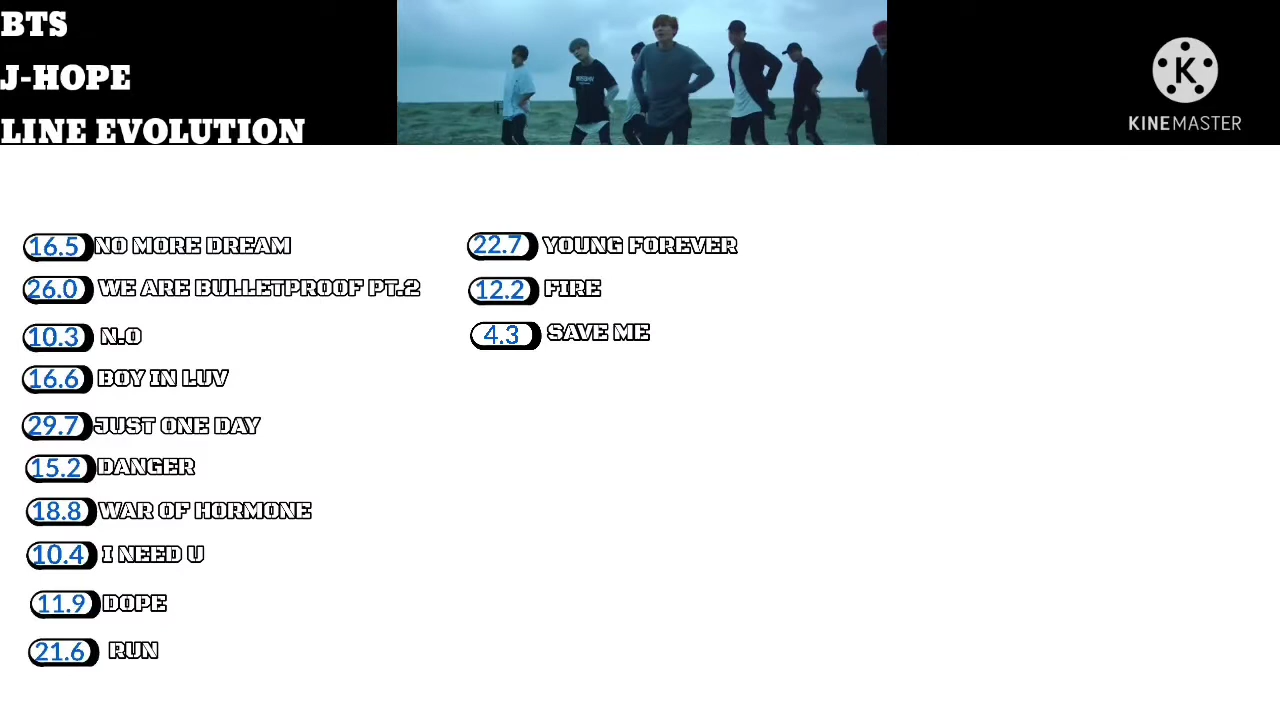 BTS
J-HOPE
LINE EVOLUTION
K
KINEMASTER
16.5 NO MORE DREAM
26.0 WE ARE BULLETPROOF PT.2
10.3 N.O
16.6 BOY IN LUV
29.7 JUST ONE DAY
15.2 DANGER
18.8 WAR OF HORMONE
10.4 I NEED U
11.9 DOPE
21.6 RUN
22.7 YOUNG FOREVER
12.2 FIRE
4.3 SAVE ME